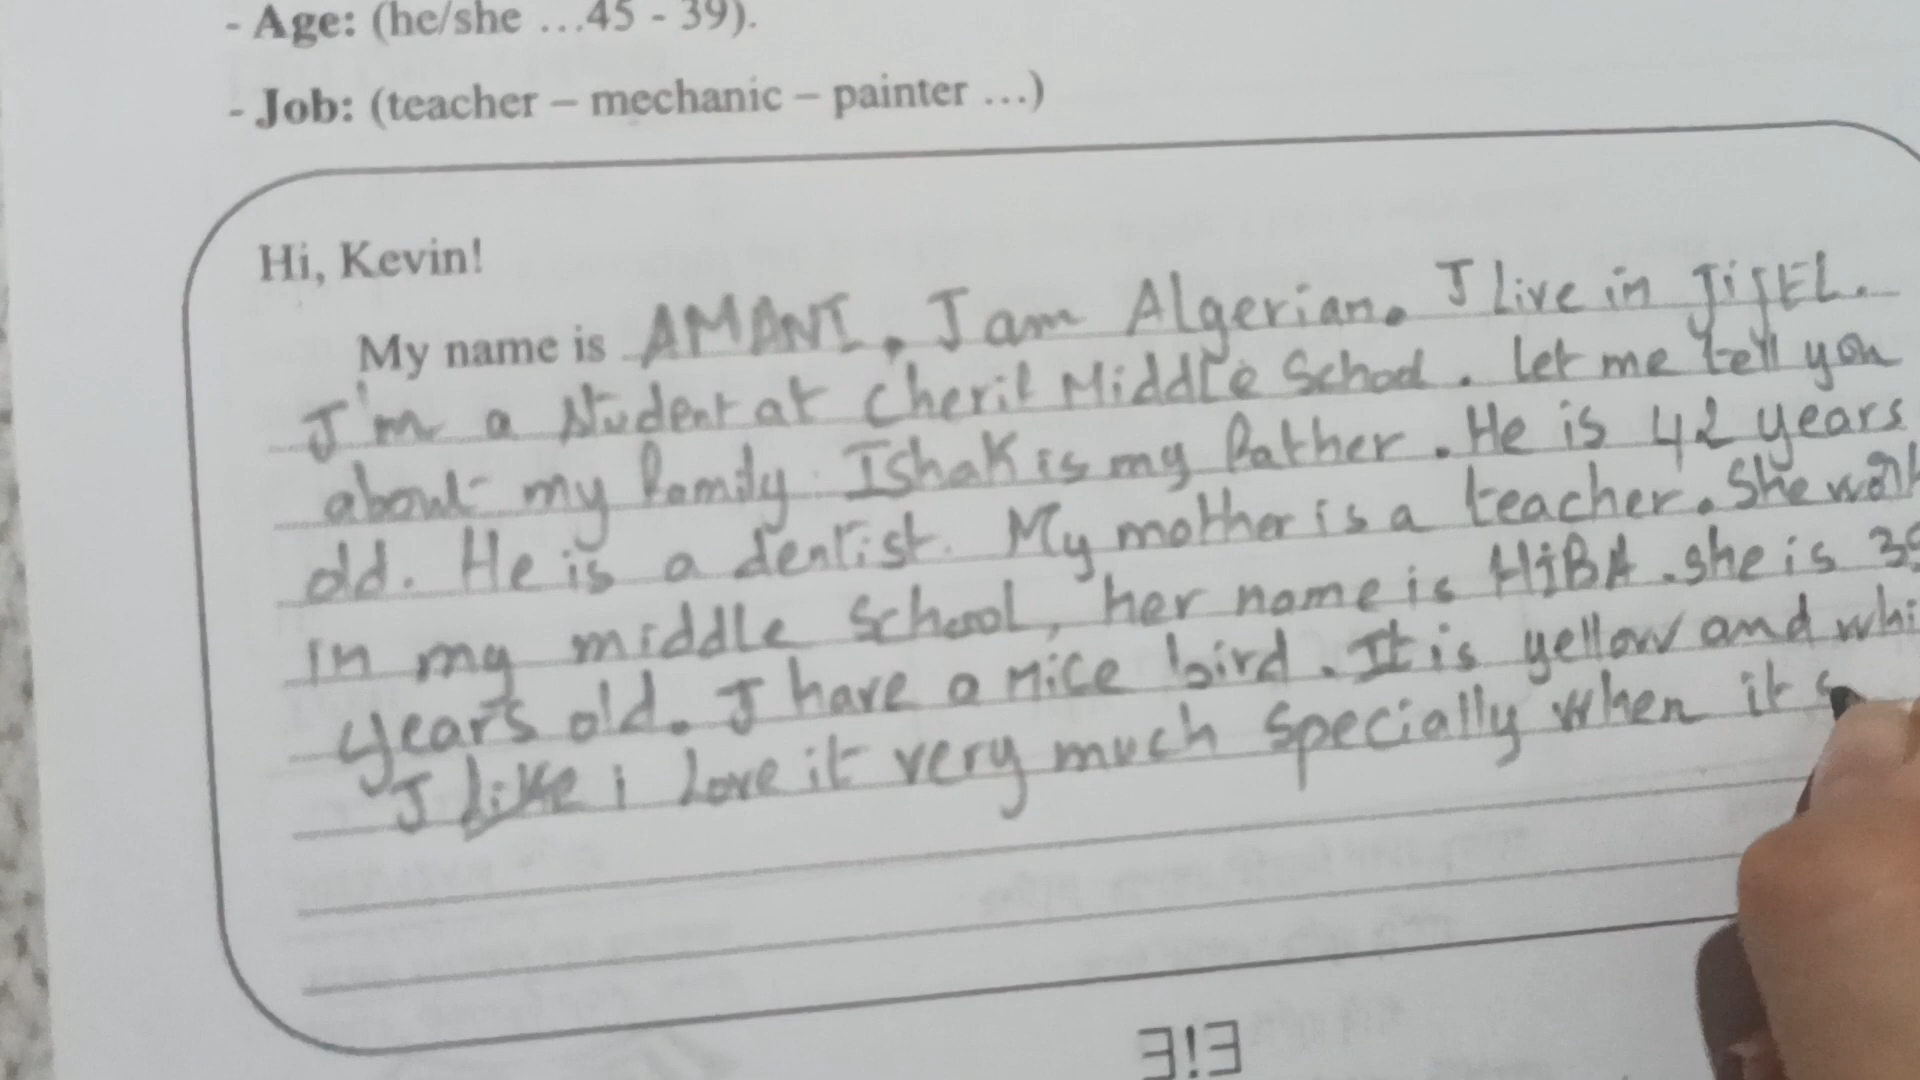 - Age: (he/she ...45 - 39).
- Job: (teacher – mechanic – painter ...)
Hi, Kevin!
My name is AMANI. I am Algerian. I live in JiJEL.
I'm a student at cherif Middle School. let me tell you
about my family. IshaK is my father. He is 42 years
old. He is a dentist. My mother is a teacher. She work
in my middle school, her name is HiBA. she is 39
years old. I have a nice bird. It is yellow and whi
I like i love it very much specially when it s
E!E